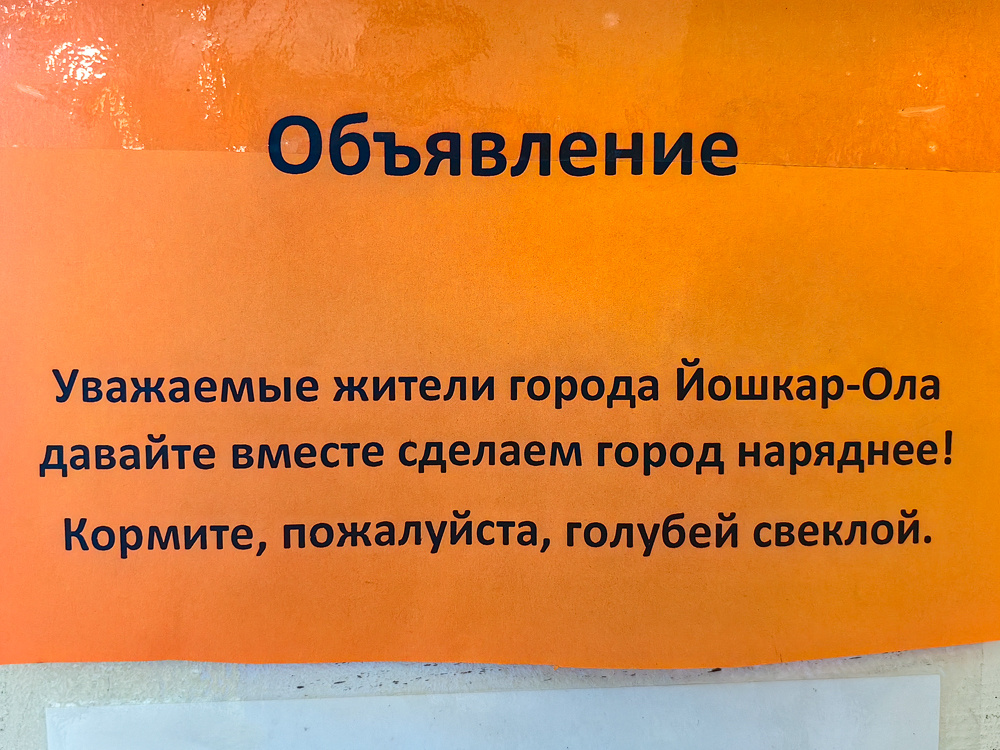 Объявление
Уважаемые жители города Йошкар-Ола
давайте вместе сделаем город наряднее!
Кормите, пожалуйста, голубей свеклой.